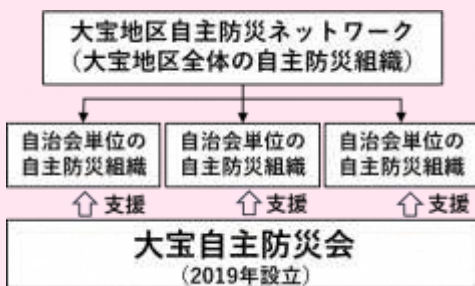 大宝地区自主防災ネットワーク
（大宝地区全体の自主防災組織）
自治会単位の
自主防災組織
自治会単位の
自主防災組織
自治会単位の
自主防災組織
支援
支援
支援
大宝自主防災会
（2019年設立）